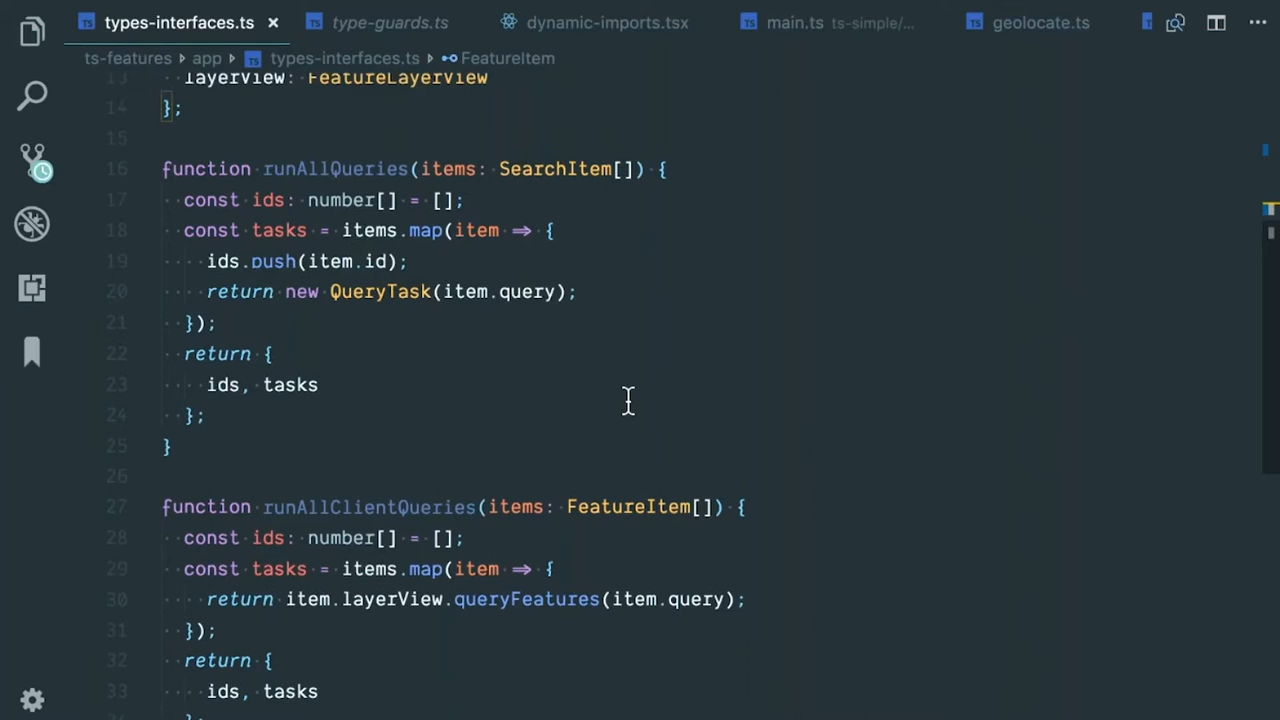 types-interfaces.ts × type-guards.ts dynamic-imports.tsx main.ts ts-simple/... geolocate.ts
ts-features > app > types-interfaces.ts > FeatureItem
13 layerView: FeatureLayerView
14 };
15
16 function runAllQueries(items: SearchItem[]) {
17 const ids: number[] = [];
18 const tasks = items.map(item => {
19 ids.push(item.id);
20 return new QueryTask(item.query);
21 });
22 return {
23 ids, tasks
24 };
25 }
26
27 function runAllClientQueries(items: FeatureItem[]) {
28 const ids: number[] = [];
29 const tasks = items.map(item => {
30 return item.layerView.queryFeatures(item.query);
31 });
32 return {
33 ids, tasks
};